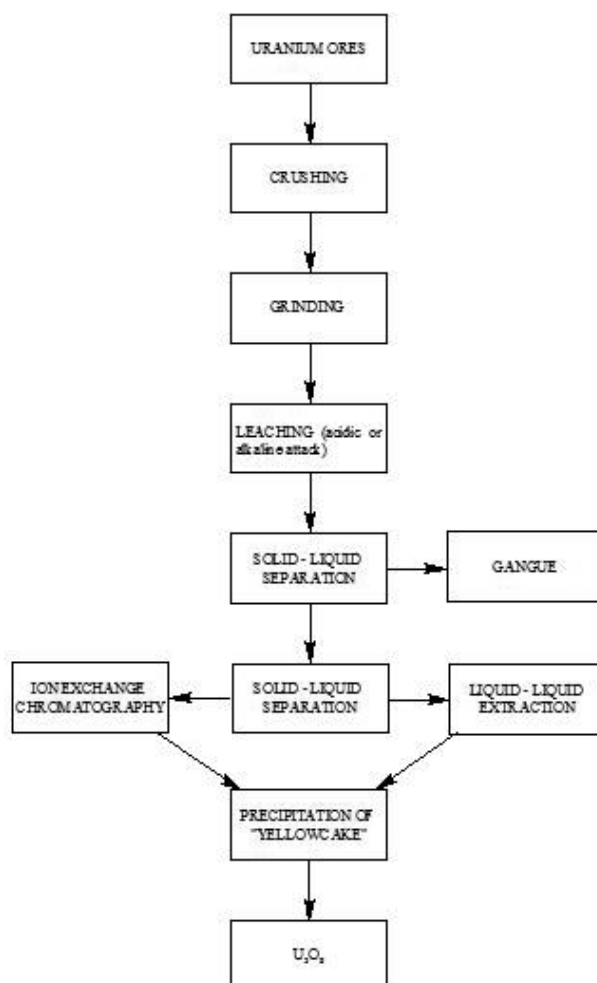 URANIUM ORES
CRUSHING
GRINDING
LEACHING (acidic or
alkaline attack)
SOLID - LIQUID
SEPARATION
GANGUE
ION EXCHANGE
CHROMATOGRAPHY
SOLID - LIQUID
SEPARATION
LIQUID - LIQUID
EXTRACTION
PRECIPITATION OF
"YELLOWCAKE"
U₃O₈